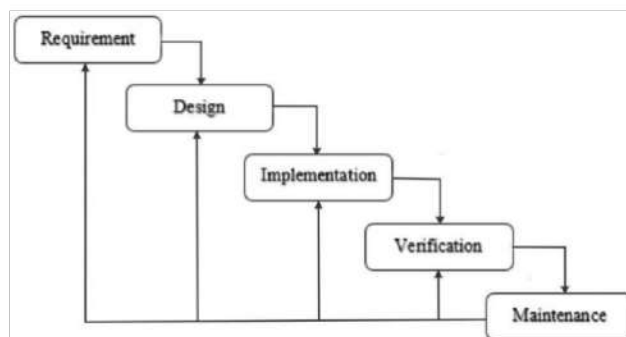 Requirement
Design
Implementation
Verification
Maintenance